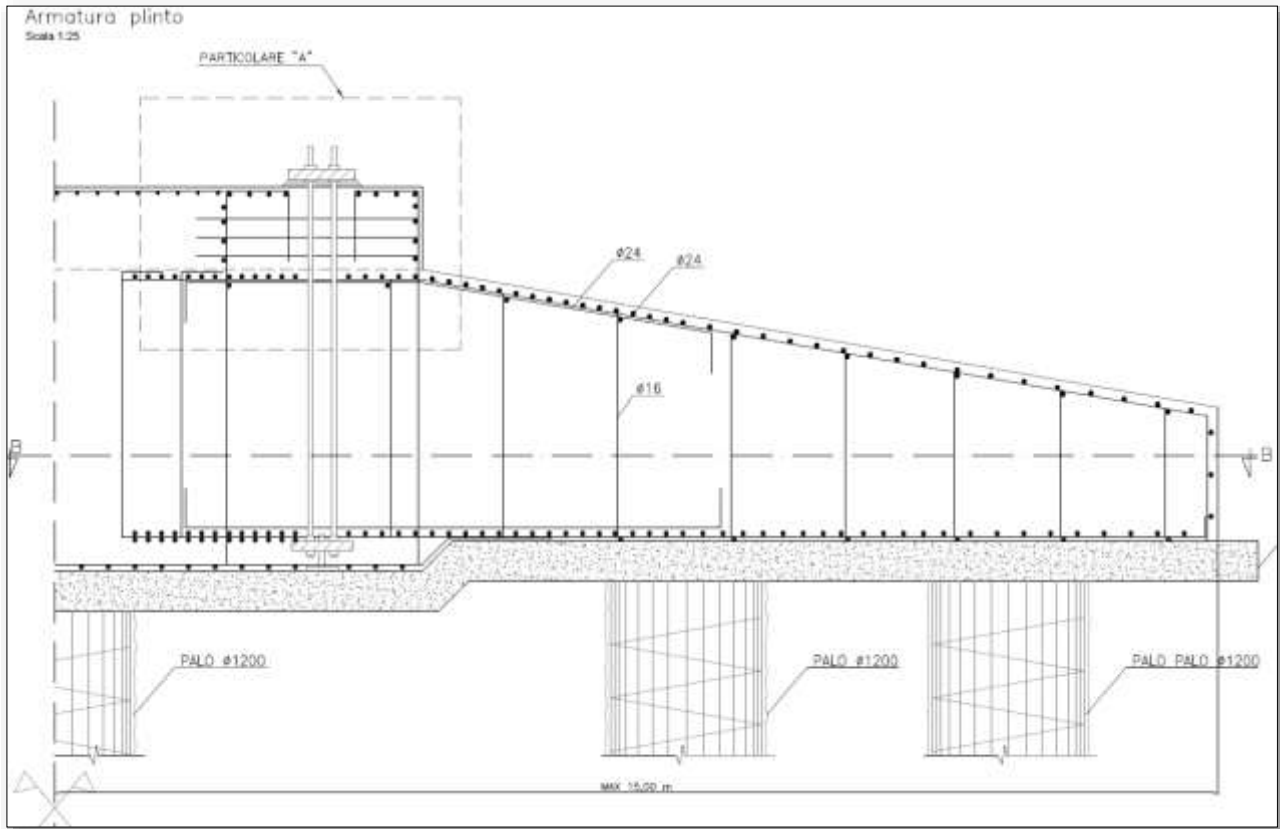 Armatura plinto
Scala 1:25
PARTICOLARE "A"
ø24
ø24
ø16
B
B
PALO ø1200
PALO ø1200
PALO PALO ø1200
MAX 15,00 m